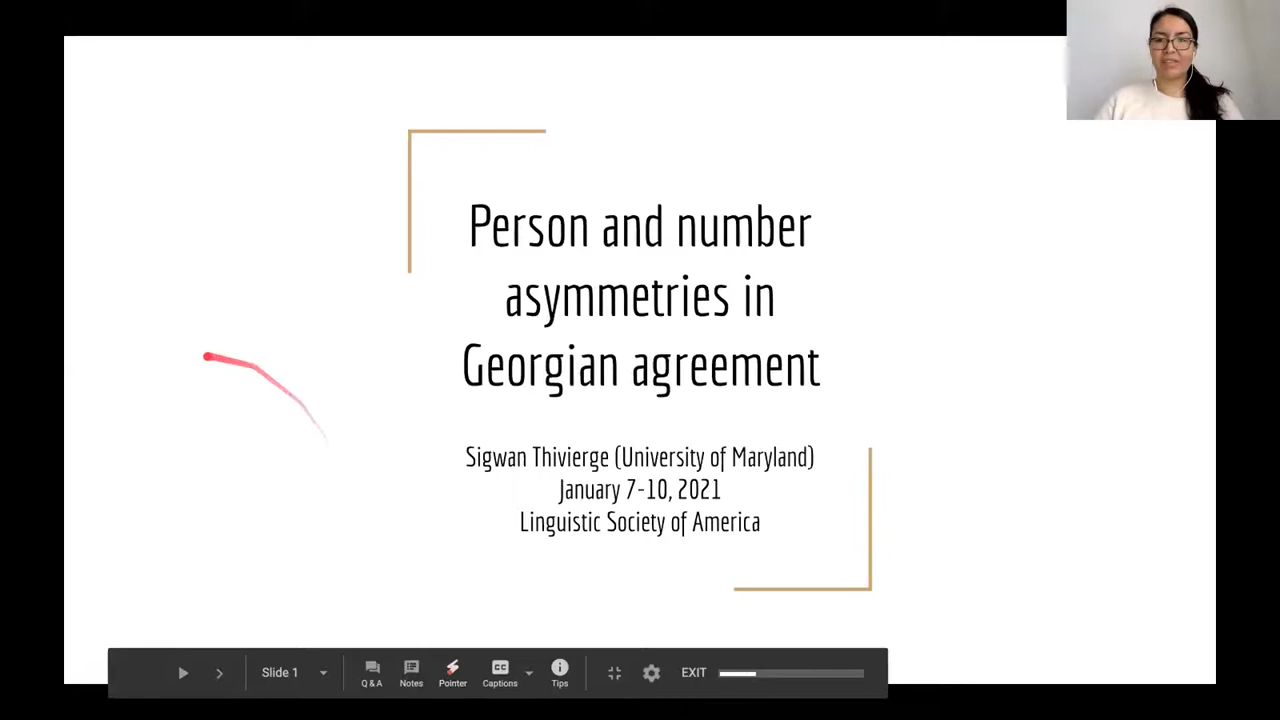 Person and number
asymmetries in
Georgian agreement
Sigwan Thivierge (University of Maryland)
January 7-10, 2021
Linguistic Society of America
Slide 1
Q & A
Notes
Pointer
CC
Captions
Tips
EXIT